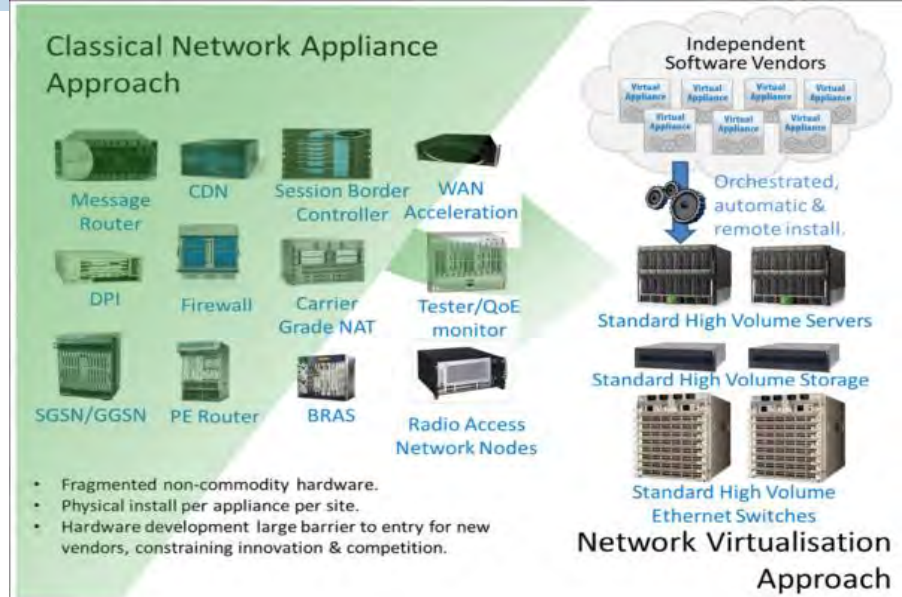 Classical Network Appliance
Approach
Message
Router
CDN
Session Border
Controller
WAN
Acceleration
DPI
Firewall
Carrier
Grade NAT
Tester/QoE
monitor
SGSN/GGSN
PE Router
BRAS
Radio Access
Network Nodes
• Fragmented non-commodity hardware.
• Physical install per appliance per site.
• Hardware development large barrier to entry for new
vendors, constraining innovation & competition.
Independent
Software Vendors
Virtual
Appliance
Virtual
Appliance
Virtual
Appliance
Virtual
Appliance
Virtual
Appliance
Virtual
Appliance
Virtual
Appliance
Orchestrated,
automatic &
remote install.
Standard High Volume Servers
Standard High Volume Storage
Standard High Volume
Ethernet Switches
Network Virtualisation
Approach